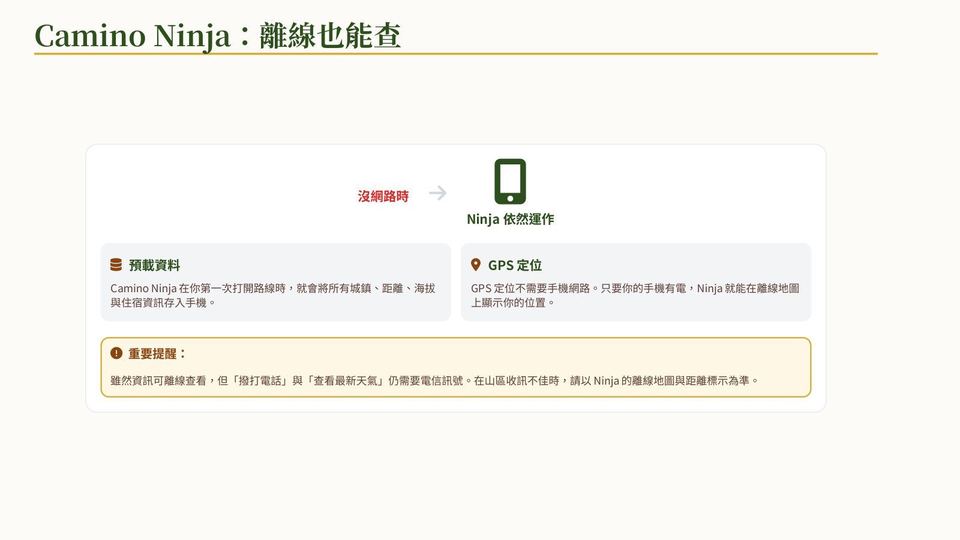 Camino Ninja：離線也能查
沒網路時
Ninja 依然運作
預載資料
Camino Ninja 在你第一次打開路線時，就會將所有城鎮、距離、海拔
與住宿資訊存入手機。
GPS 定位
GPS 定位不需要手機網路。只要你的手機有電，Ninja 就能在離線地圖
上顯示你的位置。
重要提醒：
雖然資訊可離線查看，但「撥打電話」與「查看最新天氣」仍需要電信訊號。在山區收訊不佳時，請以 Ninja 的離線地圖與距離標示為準。